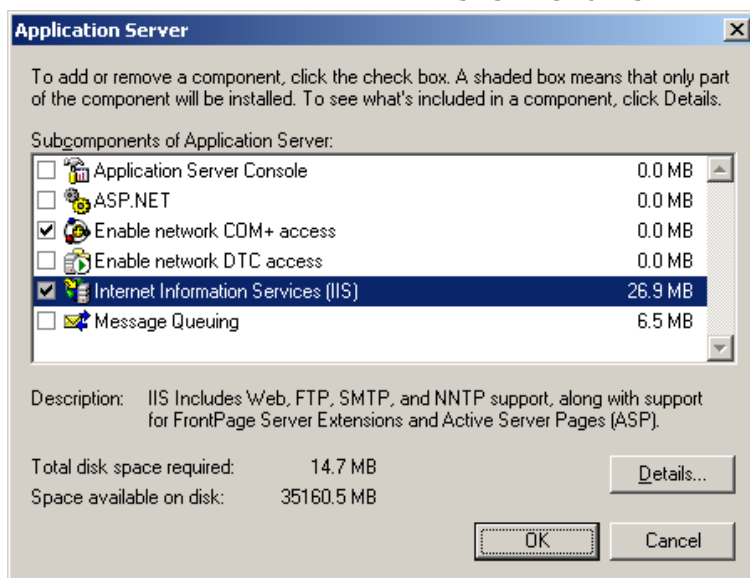 Application Server
To add or remove a component, click the check box. A shaded box means that only part
of the component will be installed. To see what's included in a component, click Details.
Subcomponents of Application Server:
Application Server Console 0.0 MB
ASP.NET 0.0 MB
Enable network COM+ access 0.0 MB
Enable network DTC access 0.0 MB
Internet Information Services (IIS) 26.9 MB
Message Queuing 6.5 MB
Description: IIS Includes Web, FTP, SMTP, and NNTP support, along with support
for FrontPage Server Extensions and Active Server Pages (ASP).
Total disk space required: 14.7 MB
Details...
Space available on disk: 35160.5 MB
OK Cancel